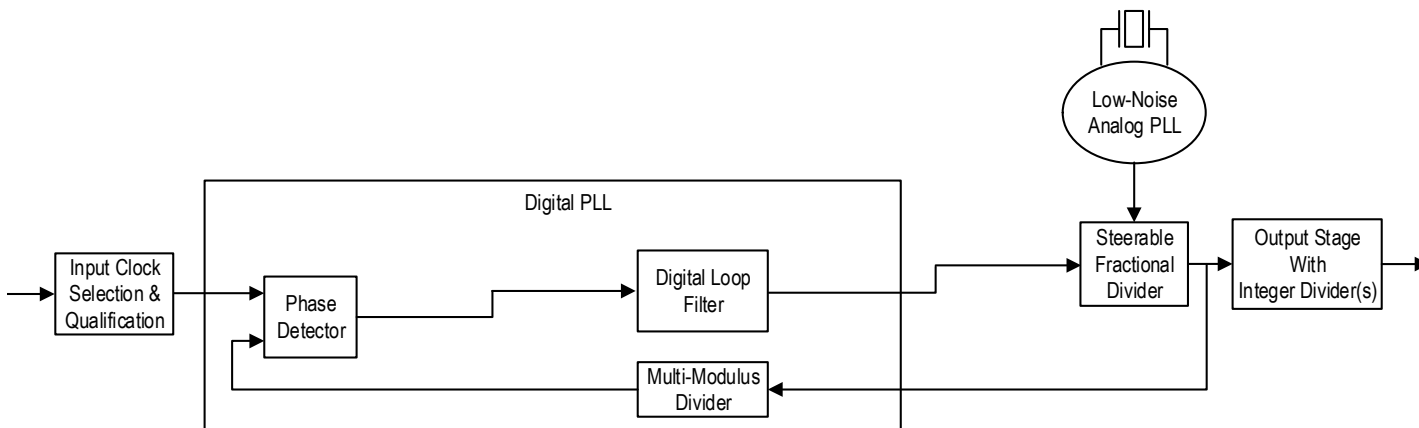 Low-Noise
Analog PLL
Digital PLL
Input Clock
Selection &
Qualification
Phase
Detector
Digital Loop
Filter
Multi-Modulus
Divider
Steerable
Fractional
Divider
Output Stage
With
Integer Divider(s)